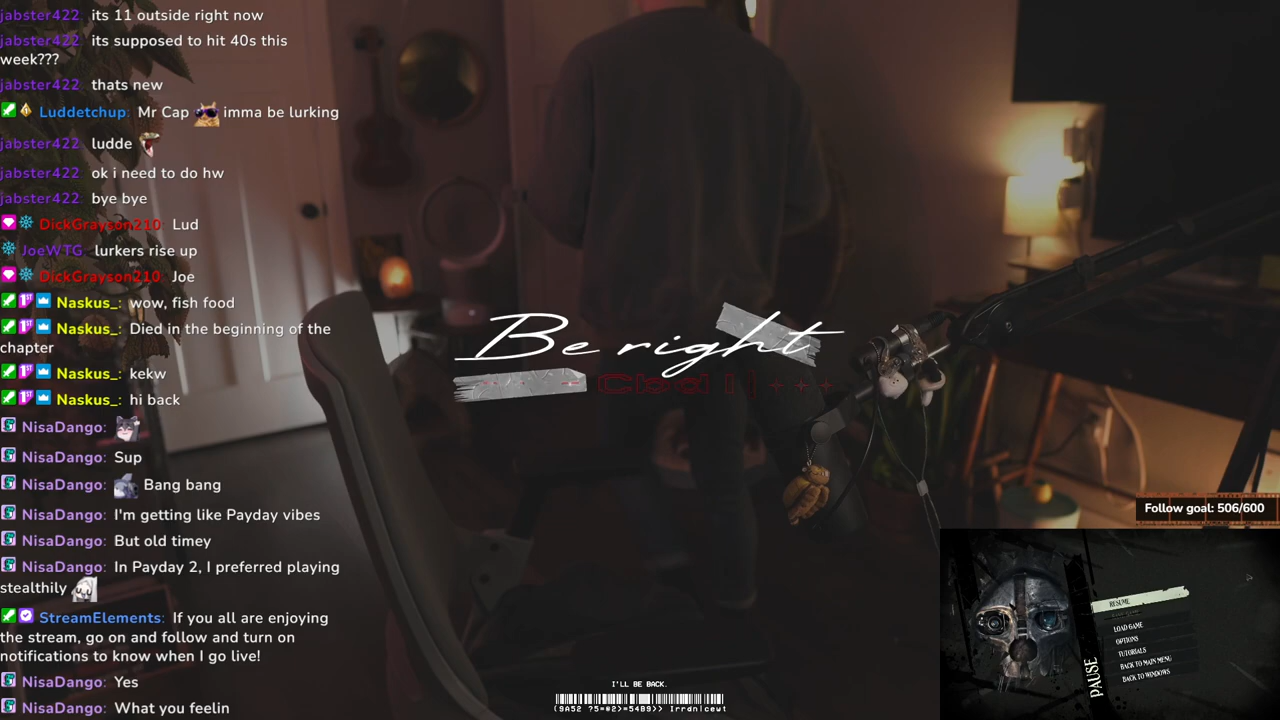 jabster422 its 11 outside right now
jabster422 its supposed to hit 40s this
week???
jabster422 thats new
Luddetchup: Mr Cap imma be lurking
jabster422 ludde
jabster422 ok i need to do hw
jabster422 bye bye
DickGrayson210: Lud
JoeWTG lurkers rise up
DickGrayson210: Joe
Naskus_: wow, fish food
Naskus_: Died in the beginning of the
chapter
Naskus_: kekw
Naskus_: hi back
NisaDango:
NisaDango: Sup
NisaDango: Bang bang
NisaDango: I'm getting like Payday vibes
NisaDango: But old timey
NisaDango: In Payday 2, I preferred playing
stealthily
StreamElements: If you all are enjoying
the stream, go on and follow and turn on
notifications to know when I go live!
NisaDango: Yes
NisaDango: What you feelin
Be right
I'LL BE BACK.
Follow goal: 506/600
PAUSE
RESUME
LOAD GAME
OPTIONS
TUTORIALS
BACK TO MAIN MENU
BACK TO WINDOWS